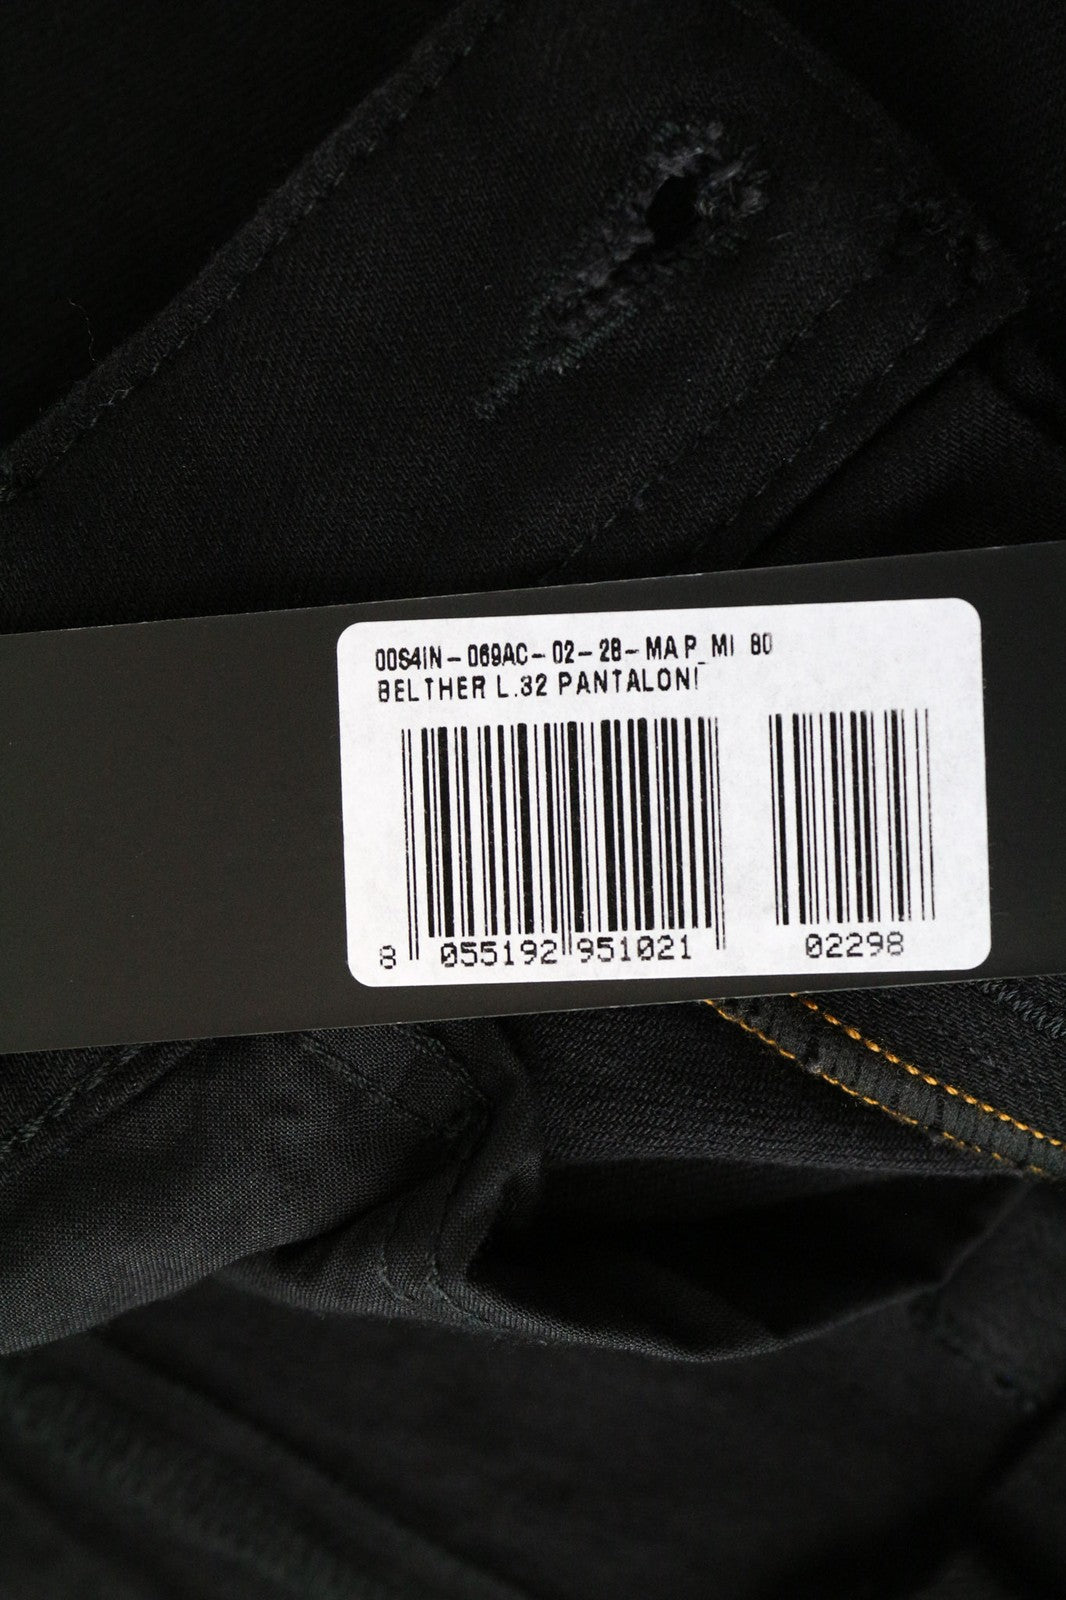 00S4IN-069AC-02-28-MAP_MI 80
BELTHER L.32 PANTALONI
8 055192 951021 02298